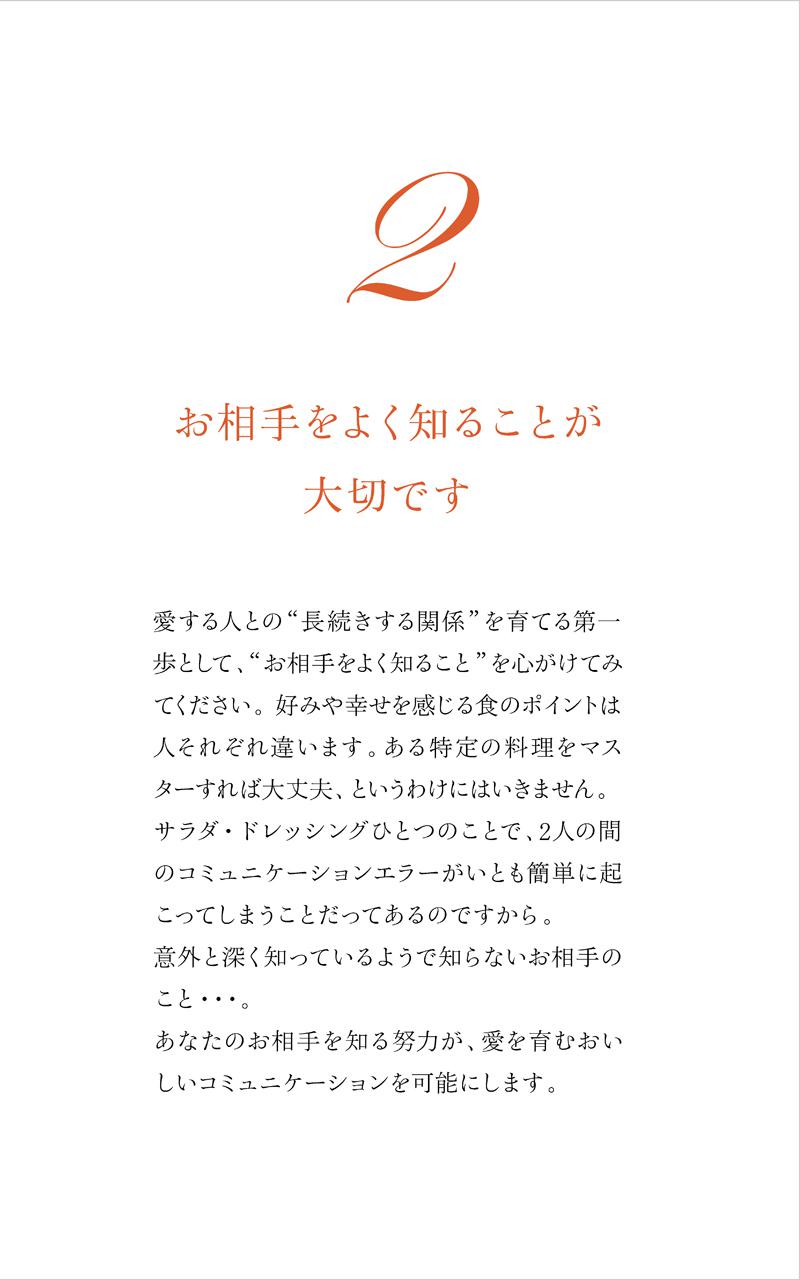 2
お相手をよく知ることが
大切です
愛する人との“長続きする関係”を育てる第一
歩として、“お相手をよく知ること”を心がけてみ
てください。好みや幸せを感じる食のポイントは
人それぞれ違います。ある特定の料理をマス
ターすれば大丈夫、というわけにはいきません。
サラダ・ドレッシングひとつのことで、2人の間
のコミュニケーションエラーがいとも簡単に起
こってしまうことだってあるのですから。
意外と深く知っているようで知らないお相手の
こと・・・。
あなたのお相手を知る努力が、愛を育むおい
しいコミュニケーションを可能にします。